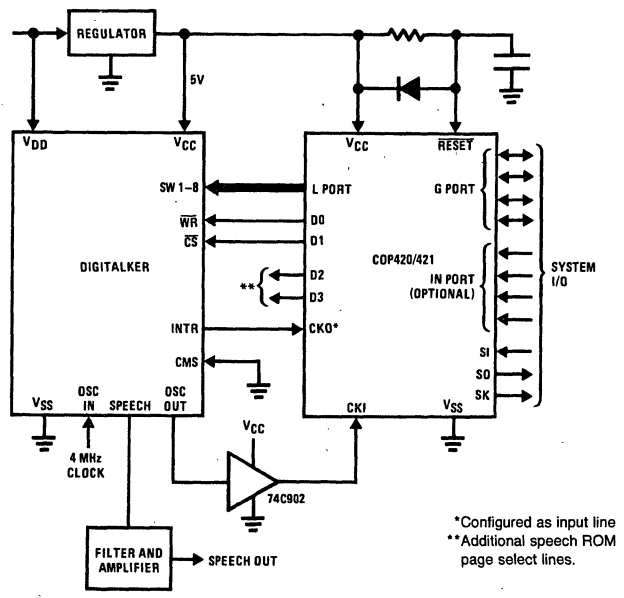 REGULATOR
5V
VDD
VCC
VCC
RESET
SW 1–8
L PORT
G PORT
WR
D0
CS
D1
DIGITALKER
COP420/421
SYSTEM
I/O
**
D2
IN PORT
(OPTIONAL)
D3
INTR
CKO*
CMS
SI
SO
SK
VSS
OSC
IN
SPEECH
OSC
OUT
CKI
VSS
4 MHz
CLOCK
VCC
74C902
FILTER AND
AMPLIFIER
SPEECH OUT
*Configured as input line
**Additional speech ROM
page select lines.